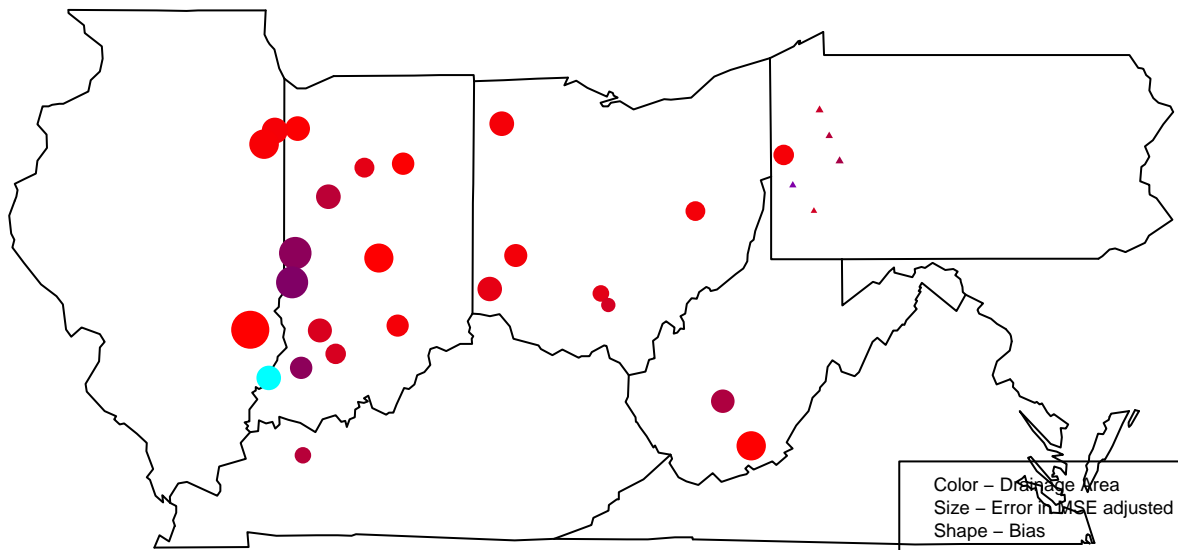 Color – Drainage Area
Size – Error in MSE adjusted
Shape – Bias